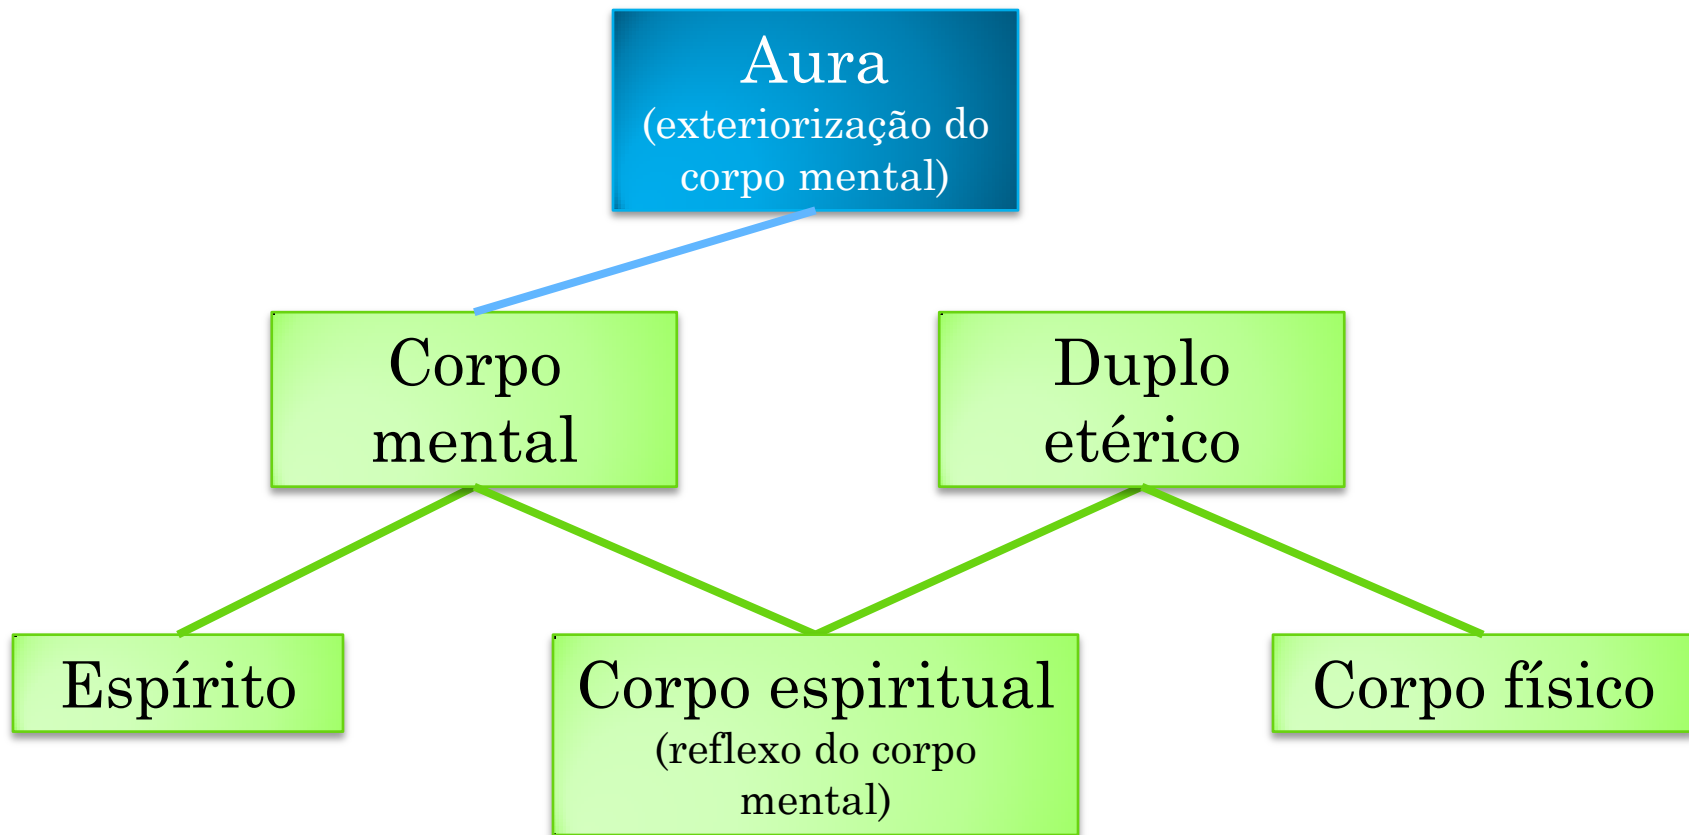 Aura
(exteriorização do
corpo mental)
Corpo
mental
Duplo
etérico
Espírito
Corpo espiritual
(reflexo do corpo
mental)
Corpo físico